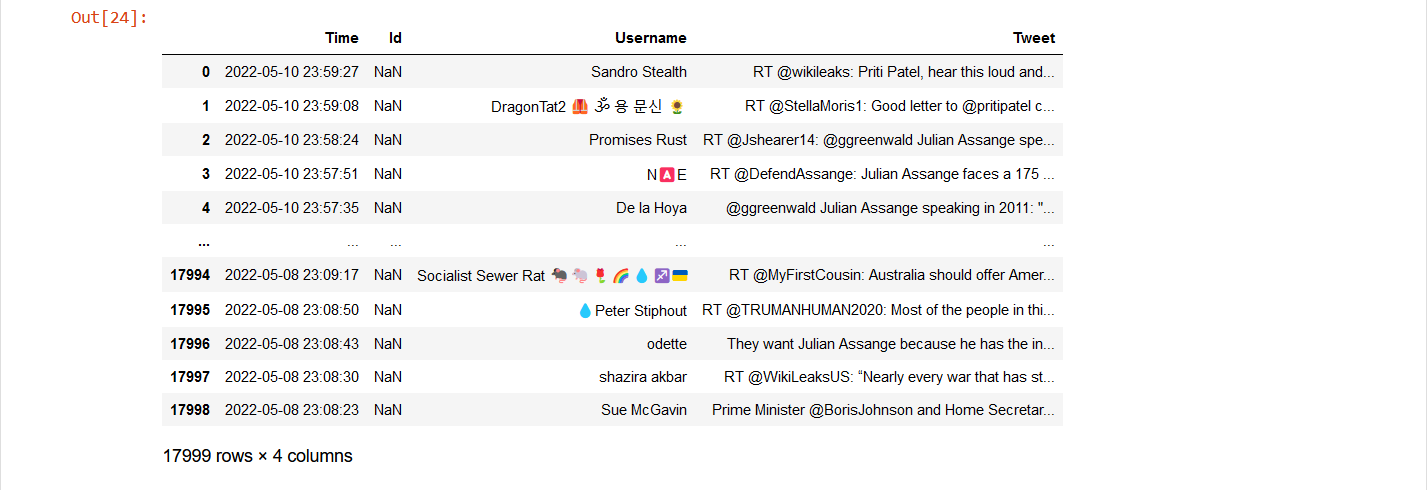 Out[24]:
Time Id Username Tweet
0 2022-05-10 23:59:27 NaN Sandro Stealth RT @wikileaks: Priti Patel, hear this loud and...
1 2022-05-10 23:59:08 NaN DragonTat2 🦺 🕉 용 문신 🌻 RT @StellaMoris1: Good letter to @pritipatel c...
2 2022-05-10 23:58:24 NaN Promises Rust RT @Jshearer14: @ggreenwald Julian Assange spe...
3 2022-05-10 23:57:51 NaN N🅰️E RT @DefendAssange: Julian Assange faces a 175 ...
4 2022-05-10 23:57:35 NaN De la Hoya @ggreenwald Julian Assange speaking in 2011: "...
... ... ... ... ...
17994 2022-05-08 23:09:17 NaN Socialist Sewer Rat 🐀 🐁 🌷 🌈 💧 ♐ 🇺🇦 RT @MyFirstCousin: Australia should offer Amer...
17995 2022-05-08 23:08:50 NaN 💧Peter Stiphout RT @TRUMANHUMAN2020: Most of the people in thi...
17996 2022-05-08 23:08:43 NaN odette They want Julian Assange because he has the in...
17997 2022-05-08 23:08:30 NaN shazira akbar RT @WikiLeaksUS: “Nearly every war that has st...
17998 2022-05-08 23:08:23 NaN Sue McGavin Prime Minister @BorisJohnson and Home Secretar...
17999 rows × 4 columns